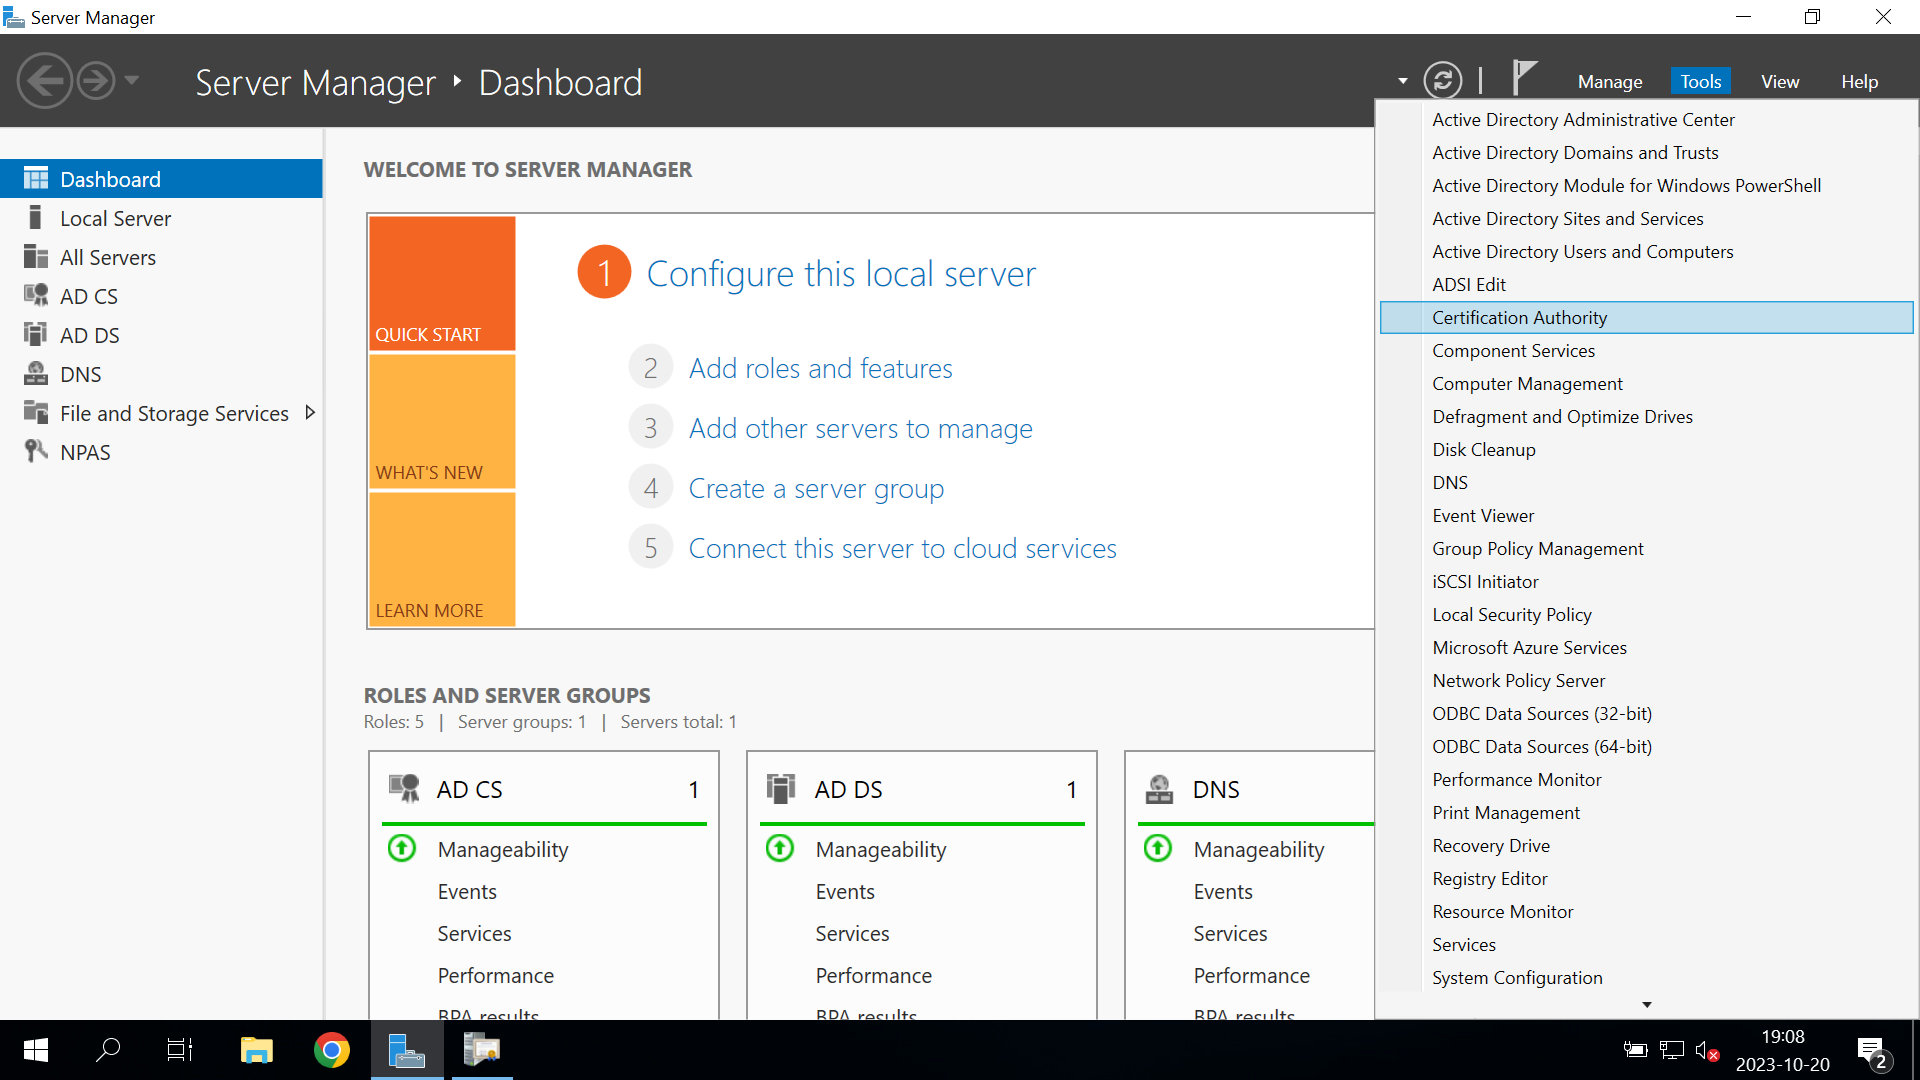 Server Manager
Server Manager ‣ Dashboard
Manage
Tools
View
Help
Dashboard
Local Server
All Servers
AD CS
AD DS
DNS
File and Storage Services
NPAS
WELCOME TO SERVER MANAGER
QUICK START
WHAT'S NEW
LEARN MORE
1 Configure this local server
2 Add roles and features
3 Add other servers to manage
4 Create a server group
5 Connect this server to cloud services
ROLES AND SERVER GROUPS
Roles: 5 | Server groups: 1 | Servers total: 1
AD CS 1
Manageability
Events
Services
Performance
BPA results
AD DS 1
Manageability
Events
Services
Performance
BPA results
DNS
Manageability
Events
Services
Performance
BPA results
Active Directory Administrative Center
Active Directory Domains and Trusts
Active Directory Module for Windows PowerShell
Active Directory Sites and Services
Active Directory Users and Computers
ADSI Edit
Certification Authority
Component Services
Computer Management
Defragment and Optimize Drives
Disk Cleanup
DNS
Event Viewer
Group Policy Management
iSCSI Initiator
Local Security Policy
Microsoft Azure Services
Network Policy Server
ODBC Data Sources (32-bit)
ODBC Data Sources (64-bit)
Performance Monitor
Print Management
Recovery Drive
Registry Editor
Resource Monitor
Services
System Configuration
19:08
2023-10-20
2